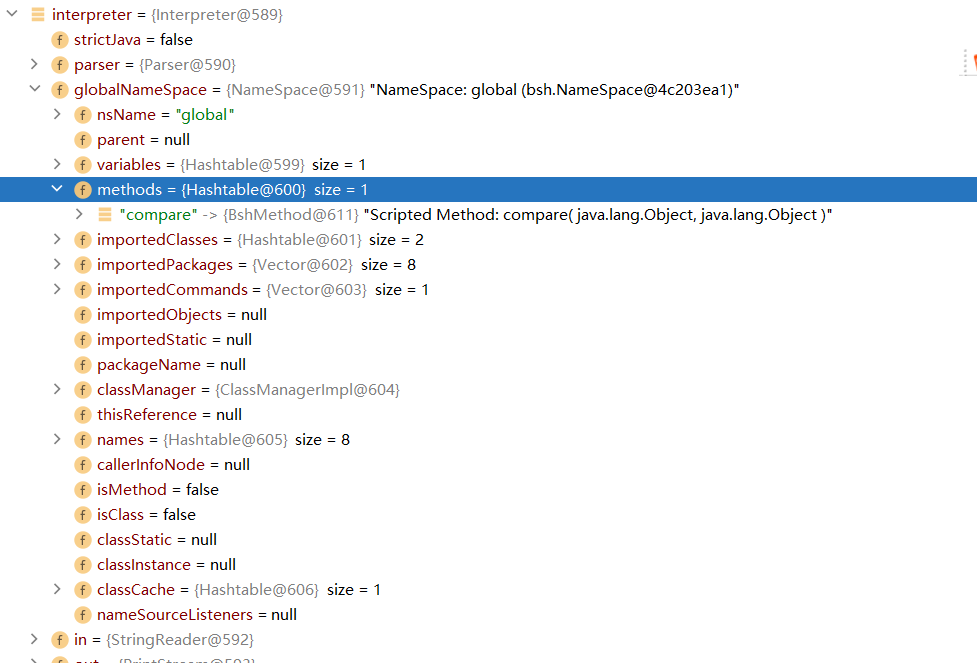 interpreter = {Interpreter@589}
f strictJava = false
f parser = {Parser@590}
f globalNameSpace = {NameSpace@591} "NameSpace: global (bsh.NameSpace@4c203ea1)"
f nsName = "global"
f parent = null
f variables = {Hashtable@599} size = 1
f methods = {Hashtable@600} size = 1
"compare" -> {BshMethod@611} "Scripted Method: compare( java.lang.Object, java.lang.Object )"
f importedClasses = {Hashtable@601} size = 2
f importedPackages = {Vector@602} size = 8
f importedCommands = {Vector@603} size = 1
f importedObjects = null
f importedStatic = null
f packageName = null
f classManager = {ClassManagerImpl@604}
f thisReference = null
f names = {Hashtable@605} size = 8
f callerInfoNode = null
f isMethod = false
f isClass = false
f classStatic = null
f classInstance = null
f classCache = {Hashtable@606} size = 1
f nameSourceListeners = null
f in = {StringReader@592}